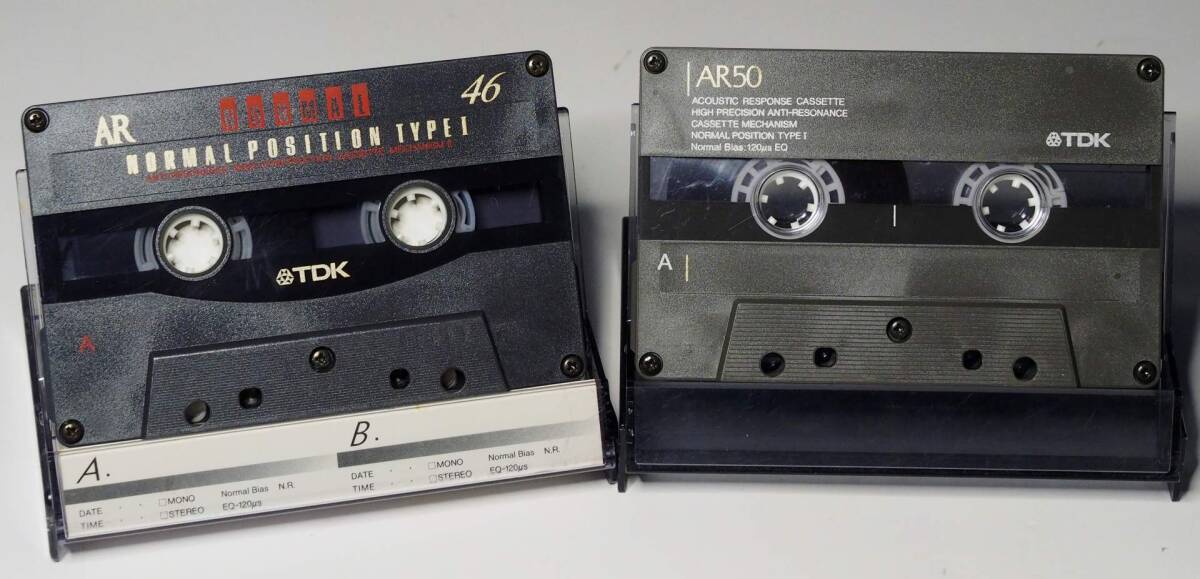 AR
NORMAL
46
NORMAL POSITION TYPE I
TDK
A
A.
B.
DATE . . □MONO Normal Bias N.R.
TIME . . □STEREO EQ-120μs
DATE . . □MONO Normal Bias N.R.
TIME . . □STEREO EQ-120μs
AR50
ACOUSTIC RESPONSE CASSETTE
HIGH PRECISION ANTI-RESONANCE
CASSETTE MECHANISM
NORMAL POSITION TYPE I
Normal Bias:120μs EQ
TDK
A